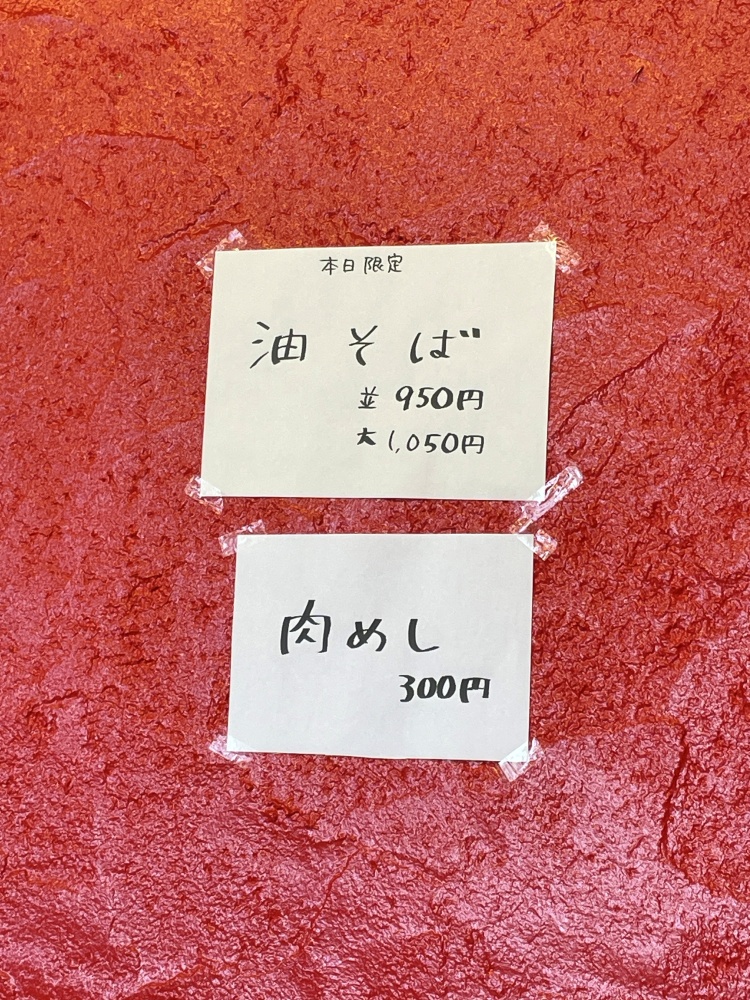 本日限定
油そば
並 950円
大 1,050円
肉めし
300円